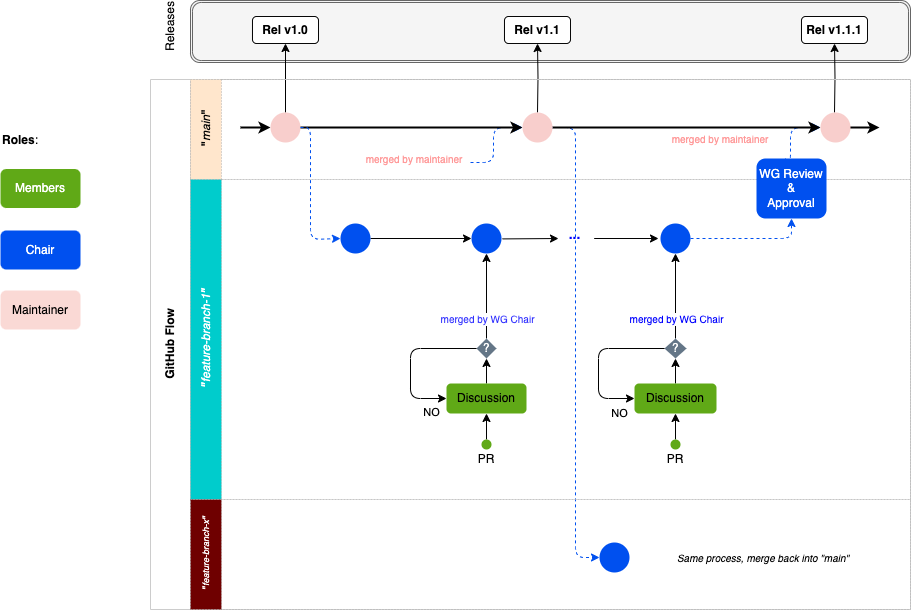 Releases
Rel v1.0
Rel v1.1
Rel v1.1.1
Roles:
Members
Chair
Maintainer
GitHub Flow
"main"
merged by maintainer
merged by maintainer
WG Review
&
Approval
"feature-branch-1"
...
merged by WG Chair
merged by WG Chair
?
?
Discussion
Discussion
NO
NO
PR
PR
"feature-branch-x"
Same process, merge back into "main"